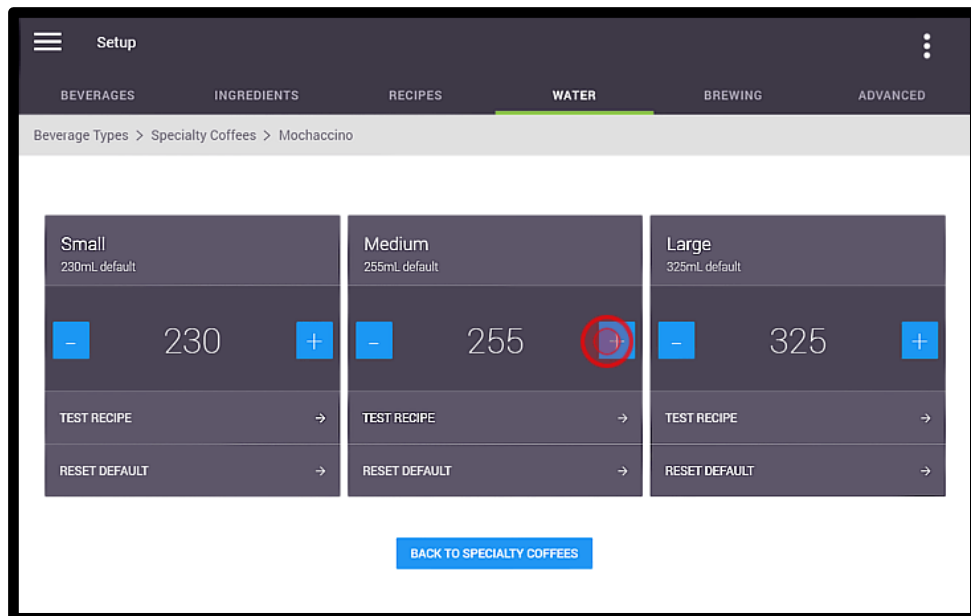 Setup
BEVERAGES INGREDIENTS RECIPES WATER BREWING ADVANCED
Beverage Types > Specialty Coffees > Mochaccino
Small
230mL default
- 230 +
TEST RECIPE →
RESET DEFAULT →
Medium
255mL default
- 255 +
TEST RECIPE →
RESET DEFAULT →
Large
325mL default
- 325 +
TEST RECIPE →
RESET DEFAULT →
BACK TO SPECIALTY COFFEES